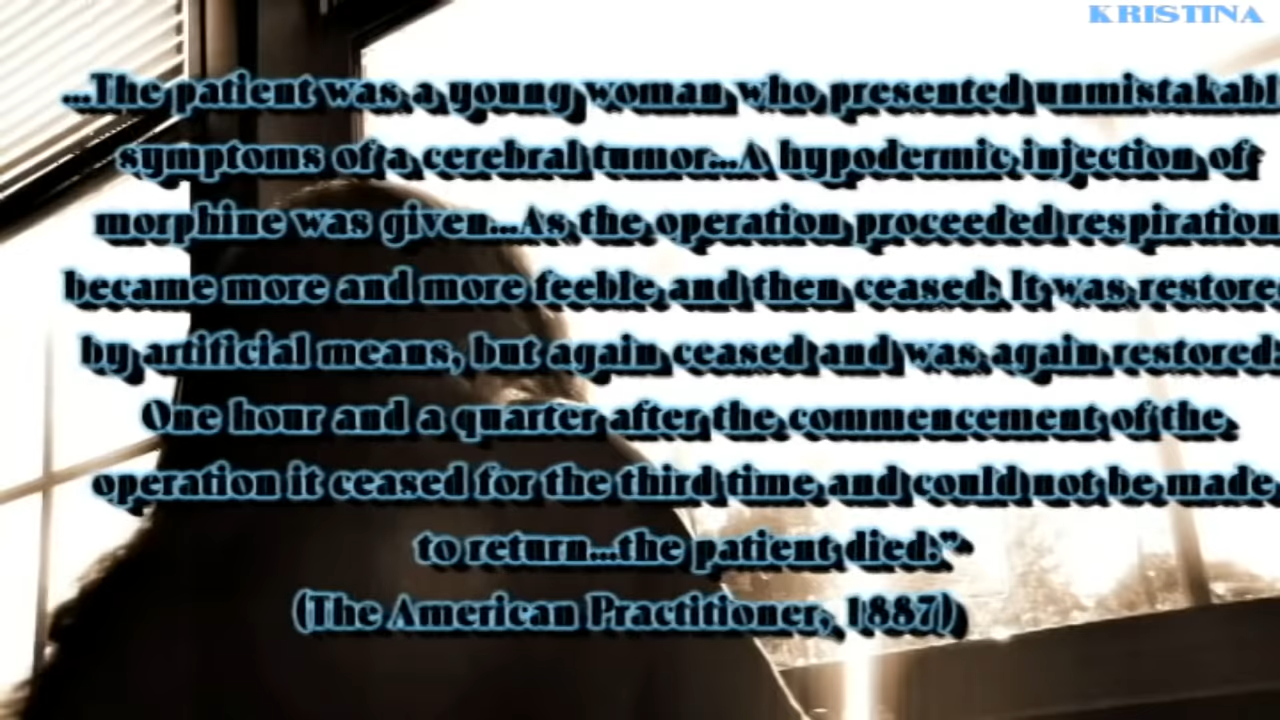 KRISTINA
...The patient was a young woman who presented unmistakabl
symptoms of a cerebral tumor...A hypodermic injection of
morphine was given...As the operation proceeded respiration
became more and more feeble and then ceased. It was restore
by artificial means, but again ceased and was again restored.
One hour and a quarter after the commencement of the
operation it ceased for the third time and could not be made
to return...the patient died.”
(The American Practitioner, 1887)